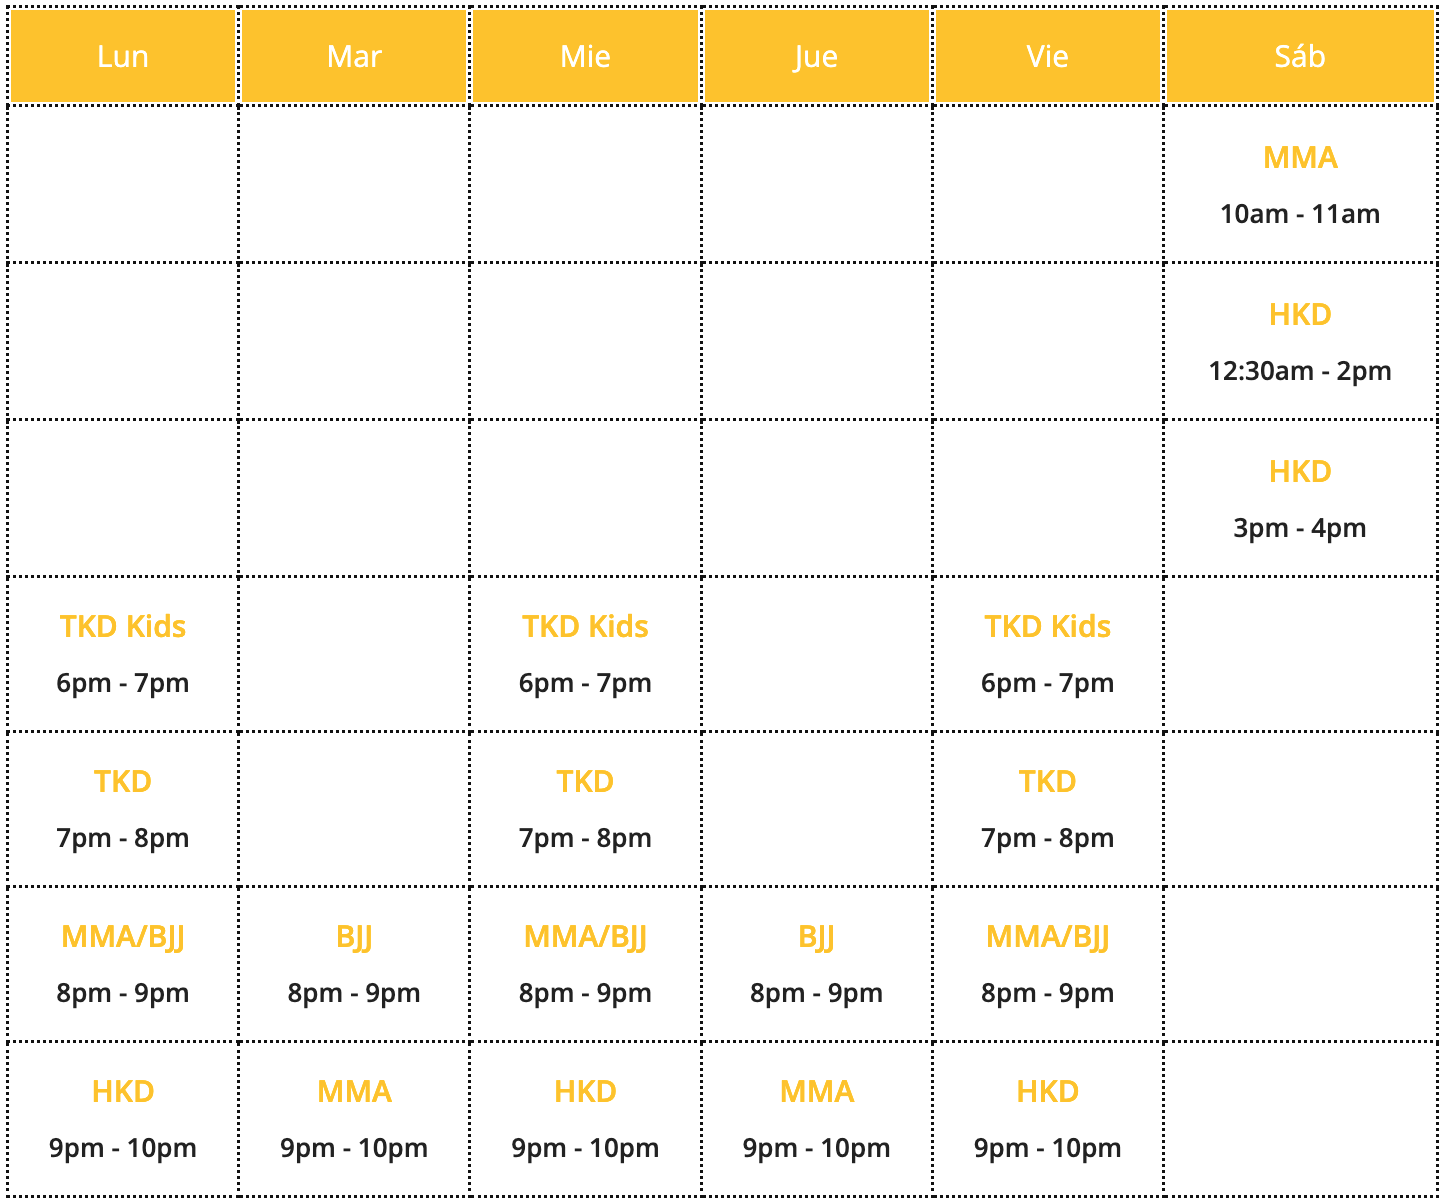 Lun Mar Mie Jue Vie Sáb
MMA
10am - 11am
HKD
12:30am - 2pm
HKD
3pm - 4pm
TKD Kids TKD Kids TKD Kids
6pm - 7pm 6pm - 7pm 6pm - 7pm
TKD TKD TKD
7pm - 8pm 7pm - 8pm 7pm - 8pm
MMA/BJJ BJJ MMA/BJJ BJJ MMA/BJJ
8pm - 9pm 8pm - 9pm 8pm - 9pm 8pm - 9pm 8pm - 9pm
HKD MMA HKD MMA HKD
9pm - 10pm 9pm - 10pm 9pm - 10pm 9pm - 10pm 9pm - 10pm